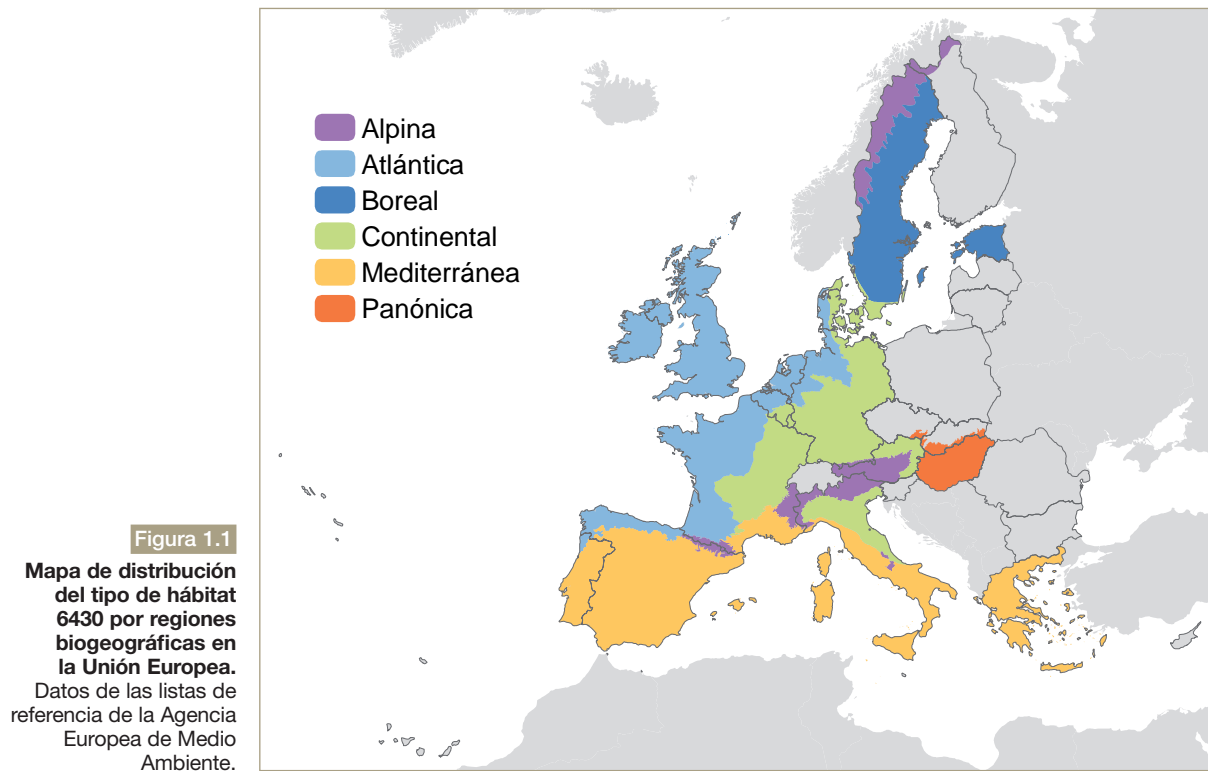 Alpina
Atlántica
Boreal
Continental
Mediterránea
Panónica
Figura 1.1
Mapa de distribución
del tipo de hábitat
6430 por regiones
biogeográficas en
la Unión Europea.
Datos de las listas de
referencia de la Agencia
Europea de Medio
Ambiente.